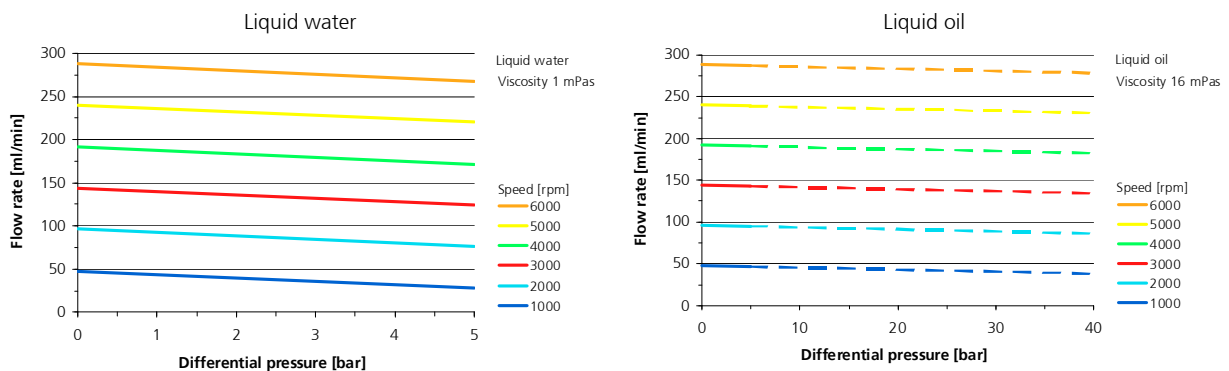 Liquid water
300
250
200
150
100
50
0
Flow rate [ml/min]
0 1 2 3 4 5
Differential pressure [bar]
Liquid water
Viscosity 1 mPas
Speed [rpm]
6000
5000
4000
3000
2000
1000
Liquid oil
300
250
200
150
100
50
0
Flow rate [ml/min]
0 10 20 30 40
Differential pressure [bar]
Liquid oil
Viscosity 16 mPas
Speed [rpm]
6000
5000
4000
3000
2000
1000